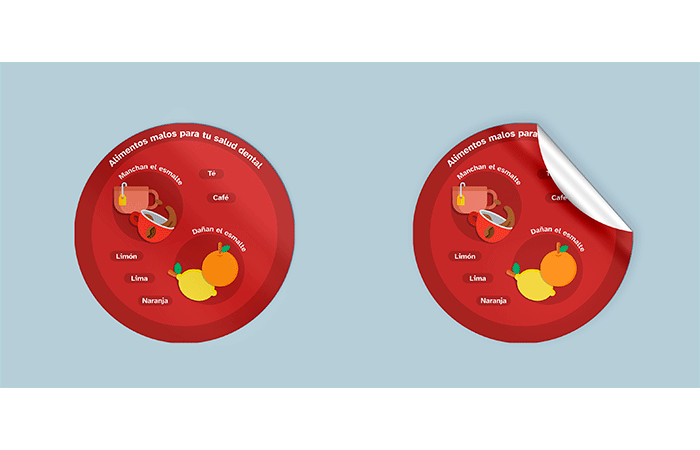 Alimentos malos para tu salud dental
Manchan el esmalte
Té
Café
Dañan el esmalte
Limón
Lima
Naranja
Alimentos malos para
Manchan el esmalte
Café
Dañan el esmalte
Limón
Lima
Naranja